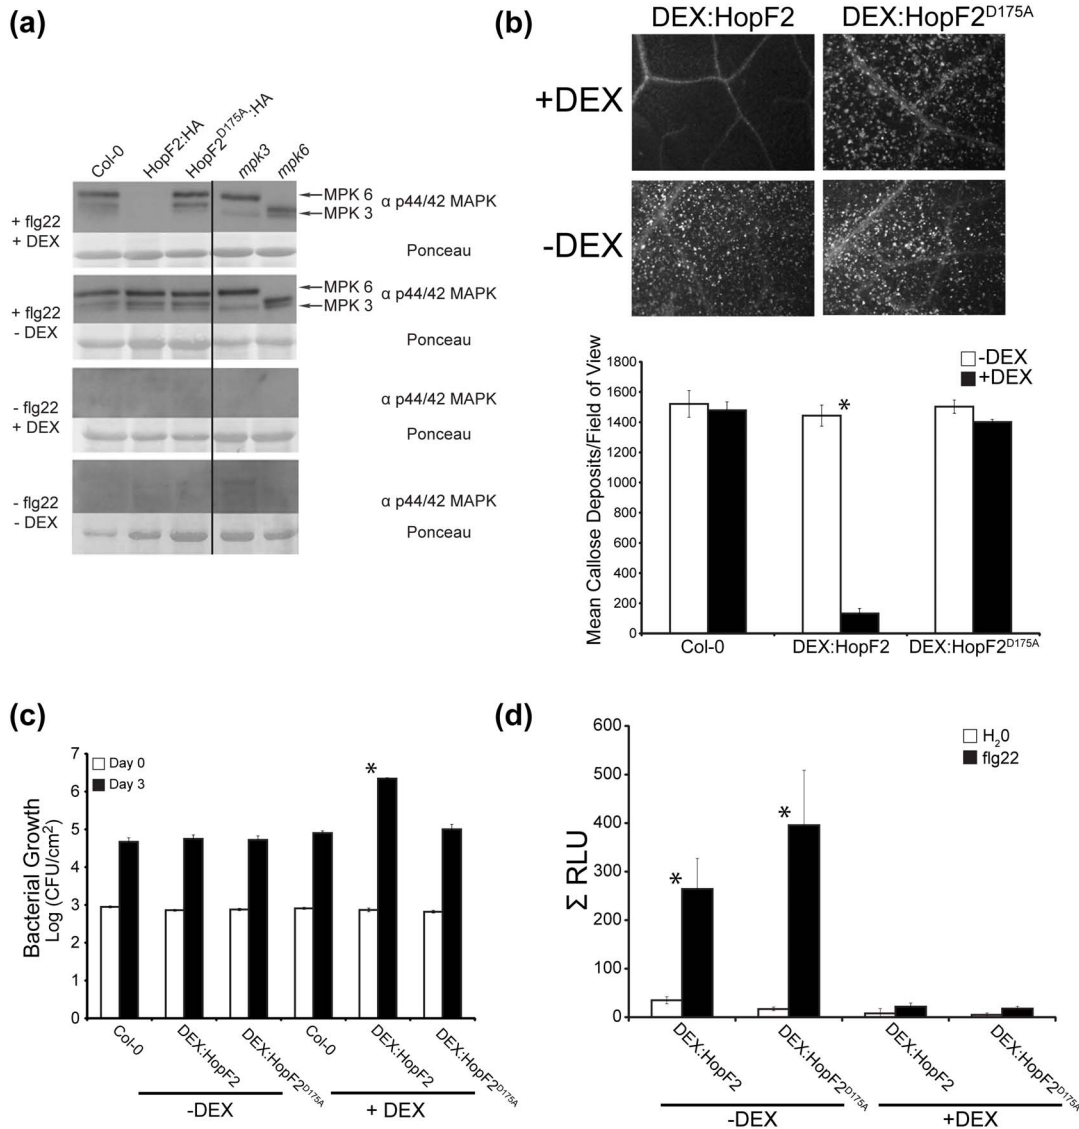 (a)
Col-0
HopF2:HA
HopF2D175A:HA
mpk3
mpk6
+ flg22
+ DEX
MPK 6
MPK 3
α p44/42 MAPK
Ponceau
+ flg22
- DEX
MPK 6
MPK 3
α p44/42 MAPK
Ponceau
- flg22
+ DEX
α p44/42 MAPK
Ponceau
- flg22
- DEX
α p44/42 MAPK
Ponceau
(b)
DEX:HopF2
DEX:HopF2D175A
+DEX
-DEX
Mean Callose Deposits/Field of View
1800
1600
1400
1200
1000
800
600
400
200
0
-DEX
+DEX
*
Col-0
DEX:HopF2
DEX:HopF2D175A
(c)
Bacterial Growth
Log (CFU/cm2)
7
6
5
4
3
2
1
0
Day 0
Day 3
*
Col-0
DEX:HopF2
DEX:HopF2D175A
Col-0
DEX:HopF2
DEX:HopF2D175A
-DEX
+ DEX
(d)
Σ RLU
600
500
400
300
200
100
0
H20
flg22
*
*
DEX:HopF2
DEX:HopF2D175A
DEX:HopF2
DEX:HopF2D175A
-DEX
+DEX